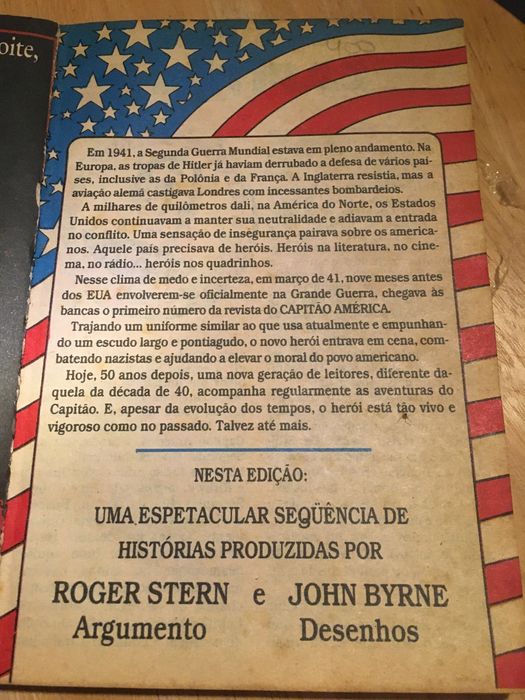 oite,
400
Em 1941, a Segunda Guerra Mundial estava em pleno andamento. Na
Europa, as tropas de Hitler já haviam derrubado a defesa de vários paí-
ses, inclusive as da Polônia e da França. A Inglaterra resistia, mas a
aviação alemã castigava Londres com incessantes bombardeios.
A milhares de quilômetros dali, na América do Norte, os Estados
Unidos continuavam a manter sua neutralidade e adiavam a entrada
no conflito. Uma sensação de insegurança pairava sobre os america-
nos. Aquele país precisava de heróis. Heróis na literatura, no cine-
ma, no rádio... heróis nos quadrinhos.
Nesse clima de medo e incerteza, em março de 41, nove meses antes
dos EUA envolverem-se oficialmente na Grande Guerra, chegava às
bancas o primeiro número da revista do CAPITÃO AMÉRICA.
Trajando um uniforme similar ao que usa atualmente e empunhan-
do um escudo largo e pontiagudo, o novo herói entrava em cena, com-
batendo nazistas e ajudando a elevar o moral do povo americano.
Hoje, 50 anos depois, uma nova geração de leitores, diferente da-
quela da década de 40, acompanha regularmente as aventuras do
Capitão. E, apesar da evolução dos tempos, o herói está tão vivo e
vigoroso como no passado. Talvez até mais.
NESTA EDIÇÃO:
UMA ESPETACULAR SEQÜÊNCIA DE
HISTÓRIAS PRODUZIDAS POR
ROGER STERN e JOHN BYRNE
Argumento Desenhos